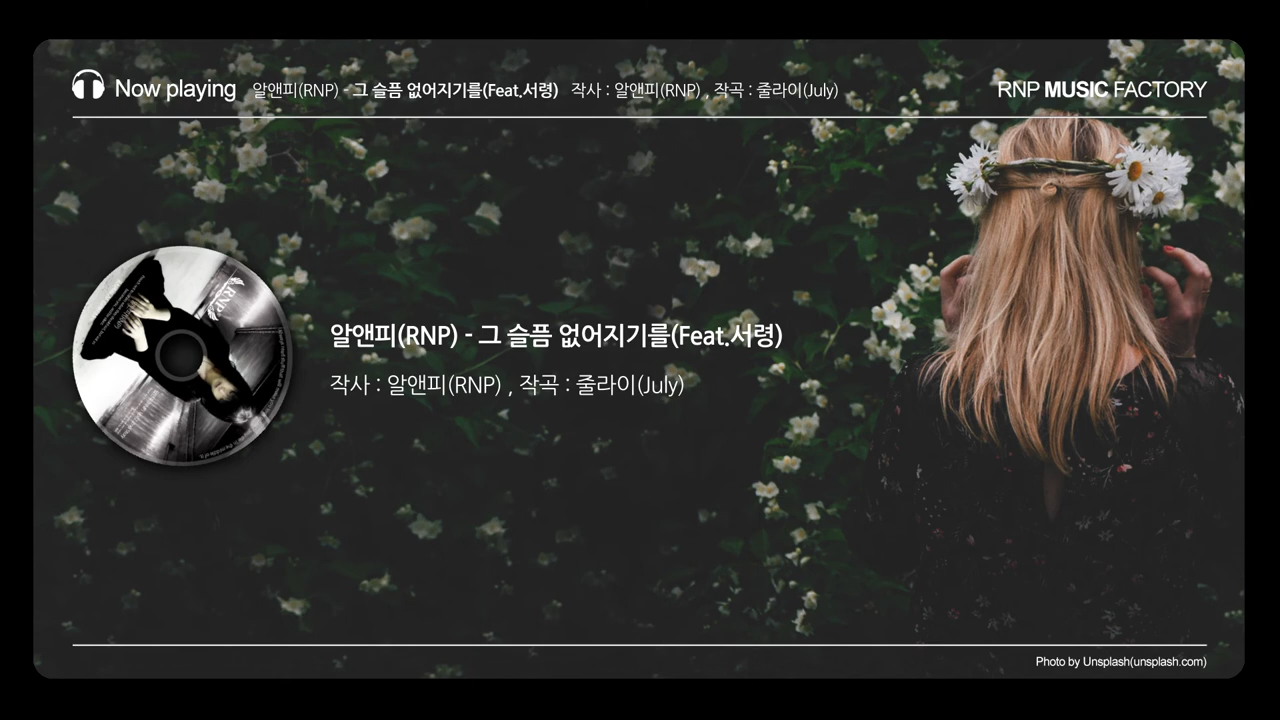 Now playing 알앤피(RNP) - 그 슬픔 없어지기를(Feat.서령) 작사 : 알앤피(RNP) , 작곡 : 줄라이(July)
RNP MUSIC FACTORY
RNP
알앤피(RNP) - 그 슬픔 없어지기를(Feat.서령)
작사 : 알앤피(RNP) , 작곡 : 줄라이(July)
Photo by Unsplash(unsplash.com)